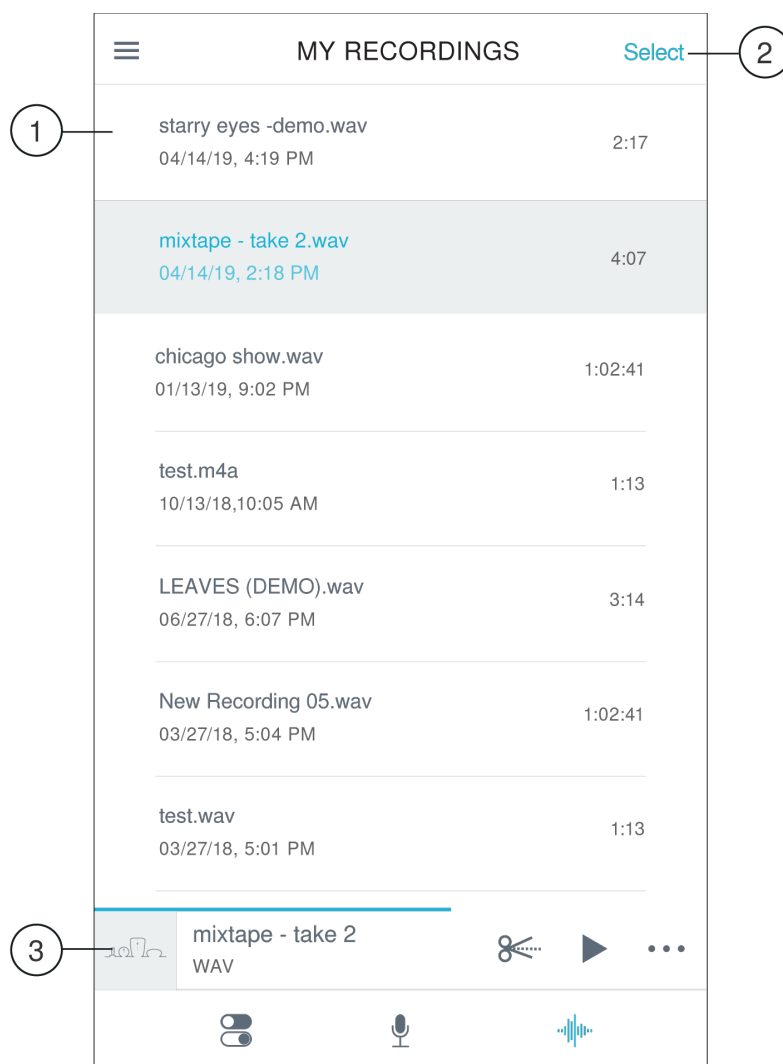 MY RECORDINGS
Select
2
1
starry eyes -demo.wav
04/14/19, 4:19 PM
2:17
mixtape - take 2.wav
04/14/19, 2:18 PM
4:07
chicago show.wav
01/13/19, 9:02 PM
1:02:41
test.m4a
10/13/18,10:05 AM
1:13
LEAVES (DEMO).wav
06/27/18, 6:07 PM
3:14
New Recording 05.wav
03/27/18, 5:04 PM
1:02:41
test.wav
03/27/18, 5:01 PM
1:13
3
mixtape - take 2
WAV